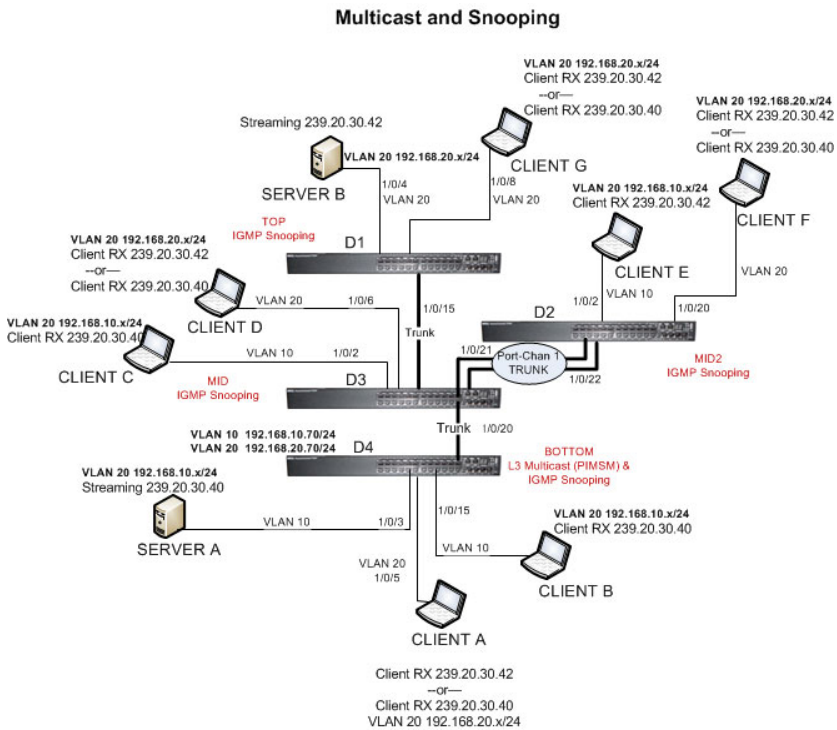 Multicast and Snooping
VLAN 20 192.168.20.x/24
Client RX 239.20.30.42
--or—
Client RX 239.20.30.40
VLAN 20 192.168.20.x/24
Client RX 239.20.30.42
--or—
Client RX 239.20.30.40
Streaming 239.20.30.42
VLAN 20 192.168.20.x/24
SERVER B
CLIENT G
1/0/4
VLAN 20
1/0/8
VLAN 20
VLAN 20 192.168.10.x/24
Client RX 239.20.30.42
CLIENT F
TOP
IGMP Snooping
D1
CLIENT E
VLAN 20
VLAN 20 192.168.20.x/24
Client RX 239.20.30.42
--or—
Client RX 239.20.30.40
VLAN 20
1/0/6
CLIENT D
1/0/15
Trunk
1/0/2
VLAN 10
1/0/20
D2
VLAN 20 192.168.10.x/24
Client RX 239.20.30.40
VLAN 10
1/0/2
CLIENT C
MID
IGMP Snooping
D3
1/0/21
Port-Chan 1
TRUNK
1/0/22
MID2
IGMP Snooping
Trunk
1/0/20
VLAN 10 192.168.10.70/24
VLAN 20 192.168.20.70/24
D4
BOTTOM
L3 Multicast (PIMSM) &
IGMP Snooping
VLAN 20 192.168.10.x/24
Streaming 239.20.30.40
SERVER A
VLAN 10
1/0/3
1/0/15
VLAN 10
VLAN 20 192.168.10.x/24
Client RX 239.20.30.40
CLIENT B
VLAN 20
1/0/5
CLIENT A
Client RX 239.20.30.42
--or—
Client RX 239.20.30.40
VLAN 20 192.168.20.x/24